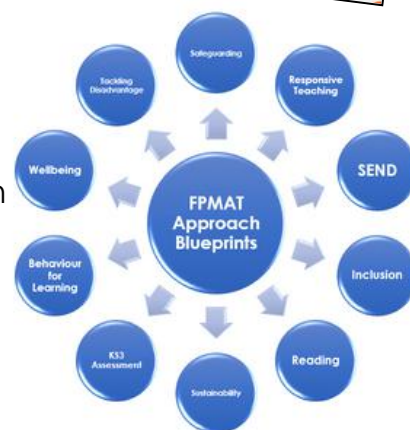 Safeguarding
Responsive
Teaching
SEND
Inclusion
Reading
Sustainability
KS3
Assessment
Behaviour
for
Learning
Wellbeing
Tackling
Disadvantage
FPMAT
Approach
Blueprints